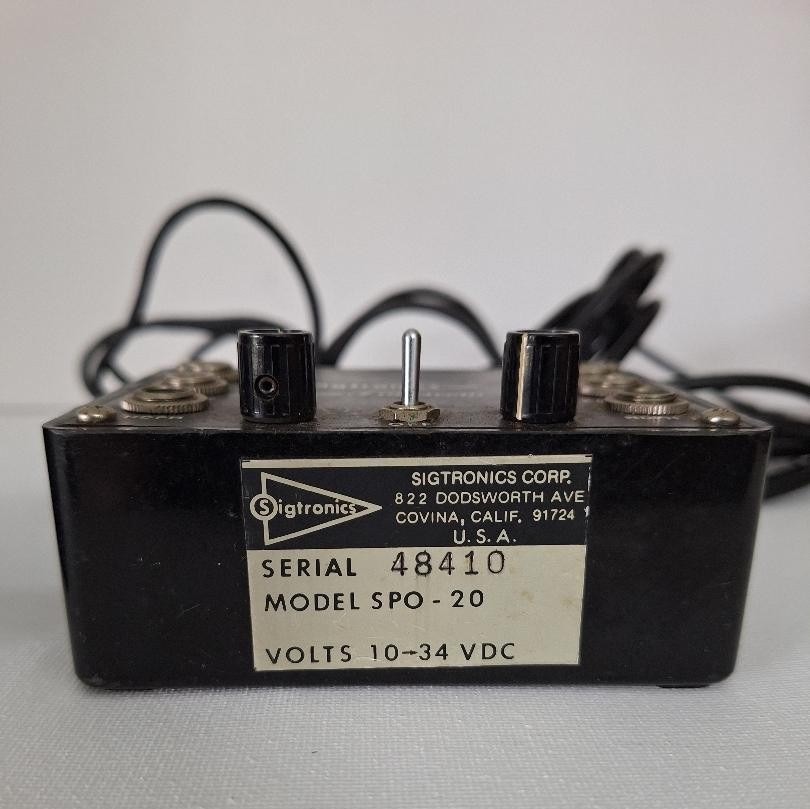 Sigtronics
SIGTRONICS CORP.
822 DODSWORTH AVE
COVINA, CALIF. 91724
U.S.A.
SERIAL 48410
MODEL SPO-20
VOLTS 10-34 VDC